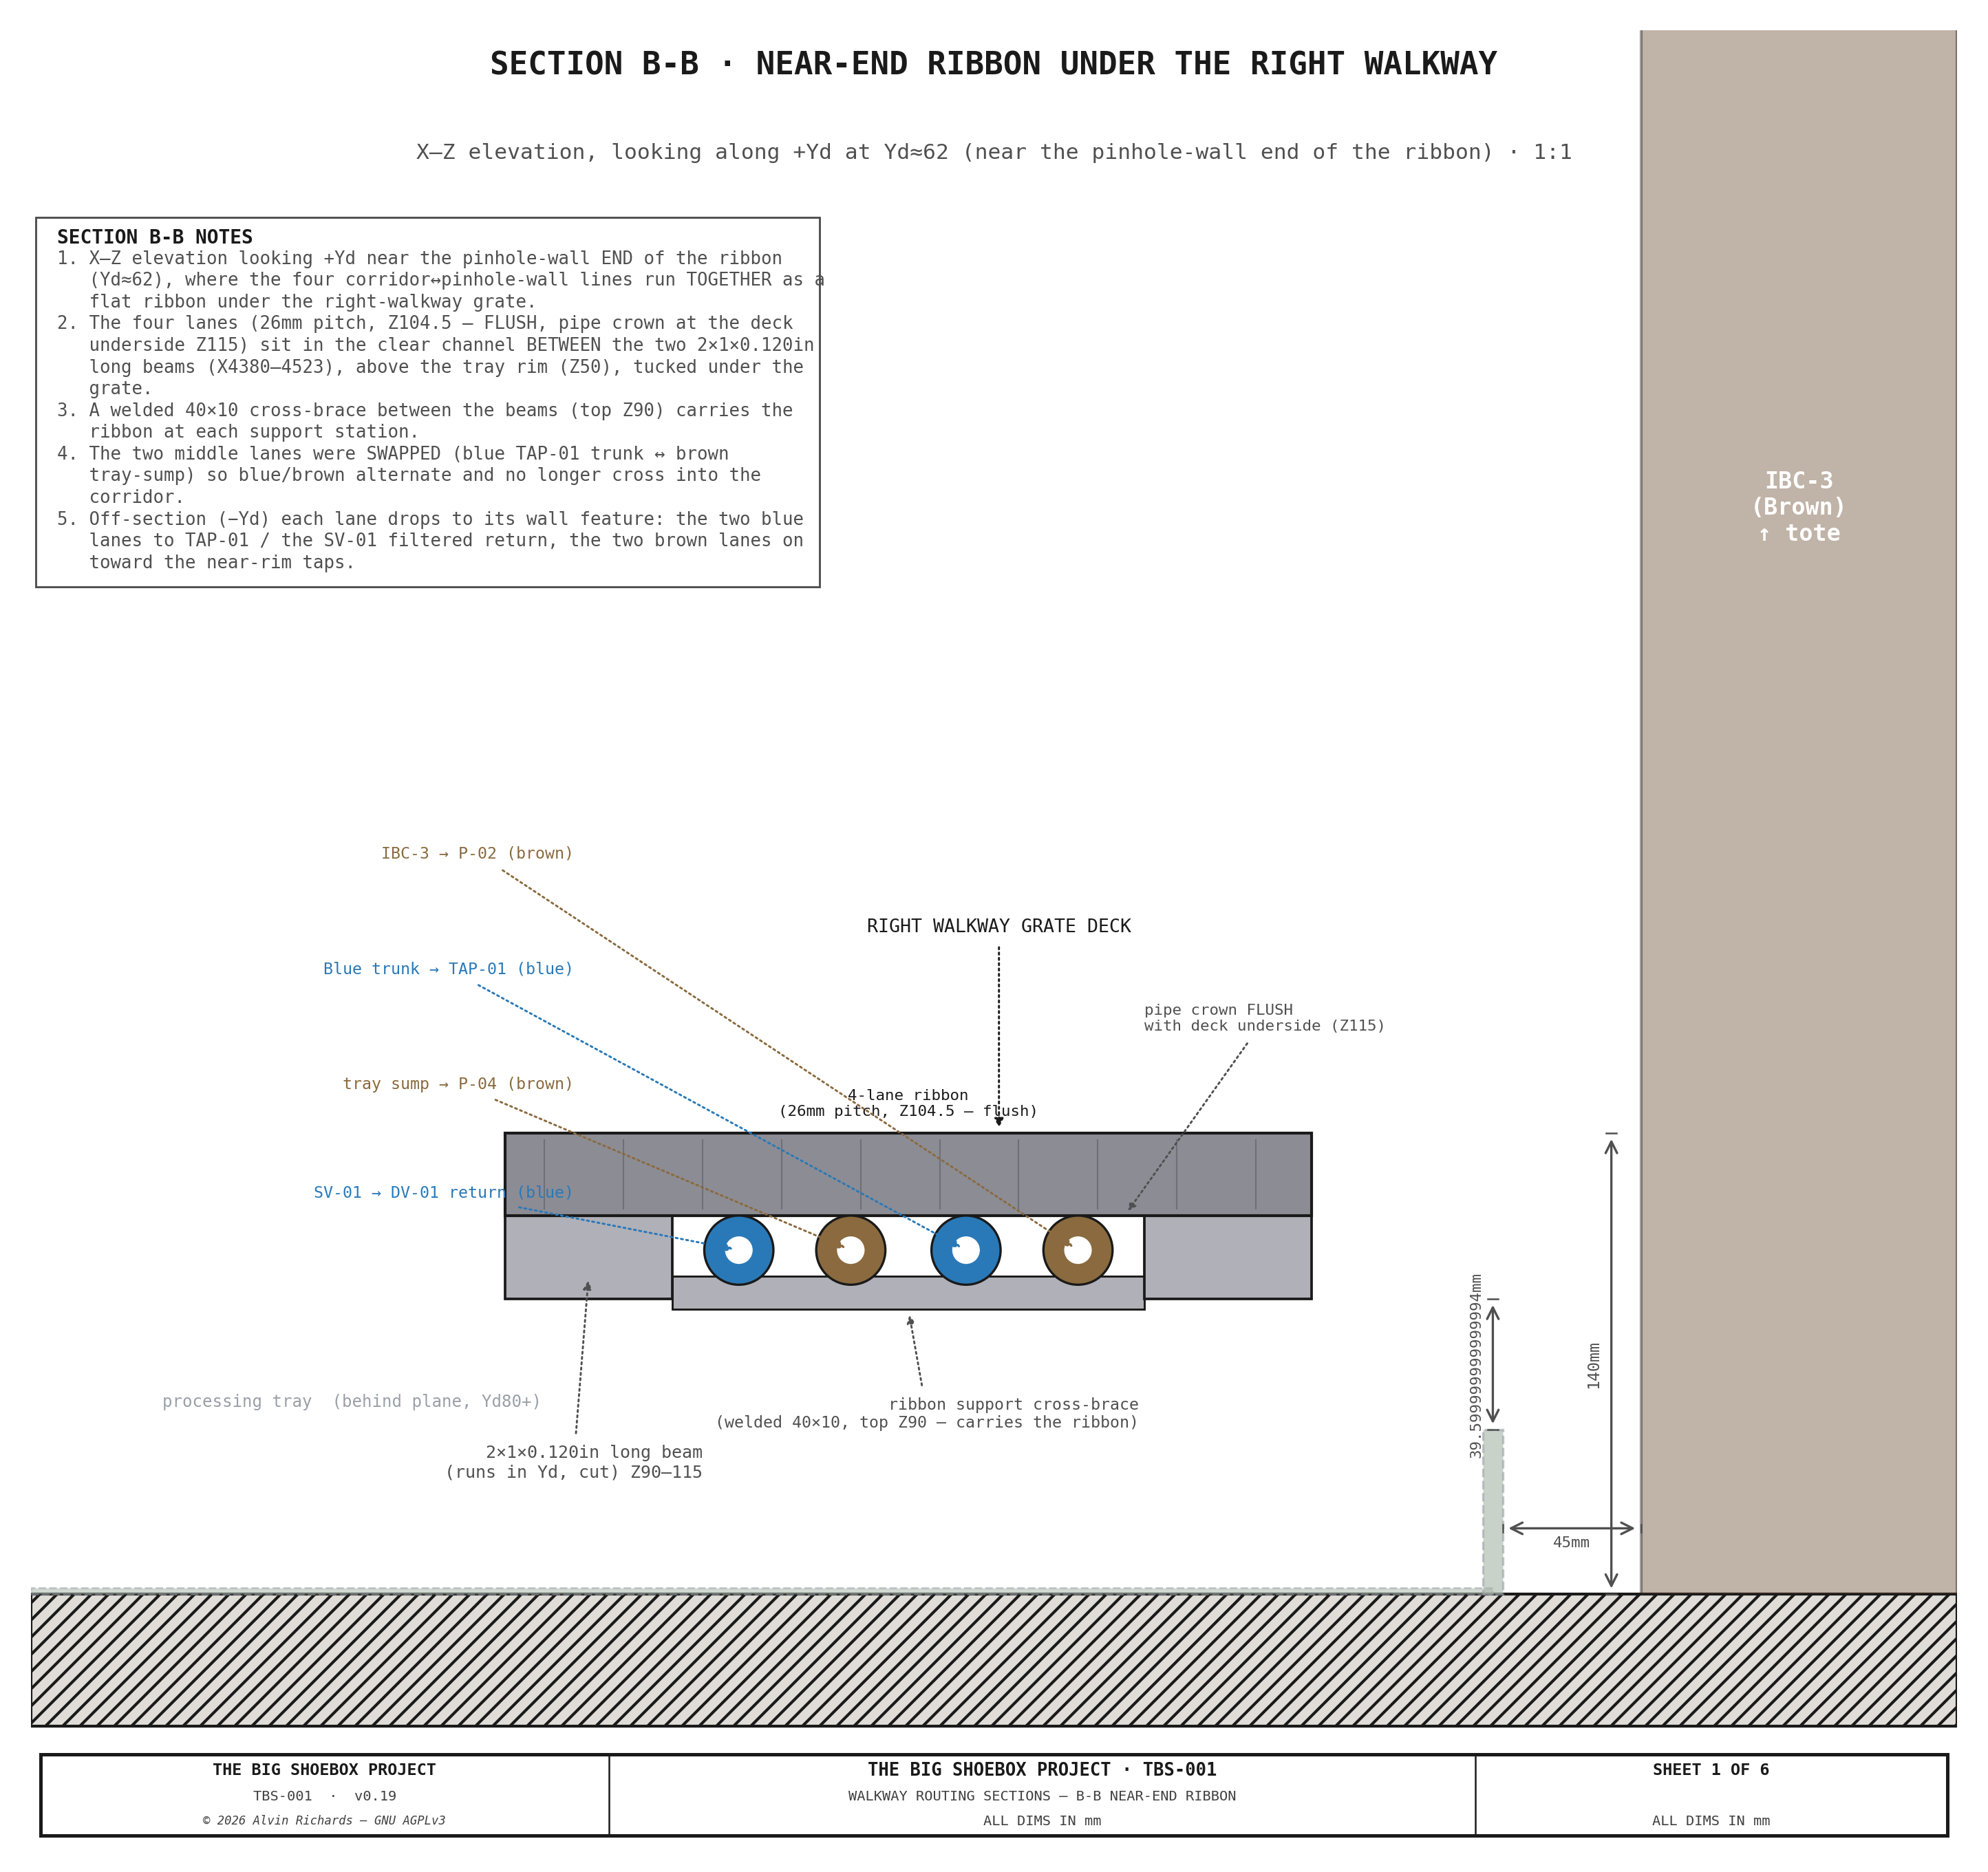 SECTION B-B · NEAR-END RIBBON UNDER THE RIGHT WALKWAY
X–Z elevation, looking along +Yd at Yd≈62 (near the pinhole-wall end of the ribbon) · 1:1
SECTION B-B NOTES
1. X–Z elevation looking +Yd near the pinhole-wall END of the ribbon
(Yd≈62), where the four corridor↔pinhole-wall lines run TOGETHER as a
flat ribbon under the right-walkway grate.
2. The four lanes (26mm pitch, Z104.5 — FLUSH, pipe crown at the deck
underside Z115) sit in the clear channel BETWEEN the two 2×1×0.120in
long beams (X4380–4523), above the tray rim (Z50), tucked under the
grate.
3. A welded 40×10 cross-brace between the beams (top Z90) carries the
ribbon at each support station.
4. The two middle lanes were SWAPPED (blue TAP-01 trunk ↔ brown
tray-sump) so blue/brown alternate and no longer cross into the
corridor.
5. Off-section (−Yd) each lane drops to its wall feature: the two blue
lanes to TAP-01 / the SV-01 filtered return, the two brown lanes on
toward the near-rim taps.
IBC-3
(Brown)
↑ tote
IBC-3 → P-02 (brown)
RIGHT WALKWAY GRATE DECK
Blue trunk → TAP-01 (blue)
pipe crown FLUSH
with deck underside (Z115)
tray sump → P-04 (brown)
4-lane ribbon
(26mm pitch, Z104.5 — flush)
SV-01 → DV-01 return (blue)
140mm
processing tray  (behind plane, Yd80+)
ribbon support cross-brace
(welded 40×10, top Z90 — carries the ribbon)
2×1×0.120in long beam
(runs in Yd, cut) Z90–115
45mm
THE BIG SHOEBOX PROJECT
TBS-001  ·  v0.19
© 2026 Alvin Richards — GNU AGPLv3
THE BIG SHOEBOX PROJECT · TBS-001
WALKWAY ROUTING SECTIONS — B-B NEAR-END RIBBON
ALL DIMS IN mm
SHEET 1 OF 6
ALL DIMS IN mm